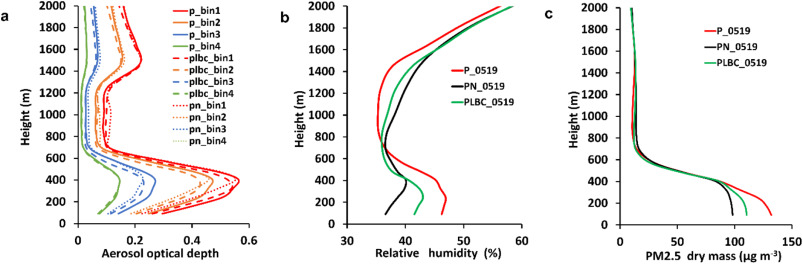 a
2000
1800
1600
1400
1200
1000
800
600
400
200
0
Height (m)
0 0.2 0.4 0.6
Aerosol optical depth
p_bin1
p_bin2
p_bin3
p_bin4
plbc_bin1
plbc_bin2
plbc_bin3
plbc_bin4
pn_bin1
pn_bin2
pn_bin3
pn_bin4
b
2000
1800
1600
1400
1200
1000
800
600
400
200
0
Height (m)
30 40 50 60
Relative humidity (%)
P_0519
PN_0519
PLBC_0519
c
2000
1800
1600
1400
1200
1000
800
600
400
200
0
Height (m)
0 50 100 150
PM2.5 dry mass (μg m-3)
P_0519
PN_0519
PLBC_0519